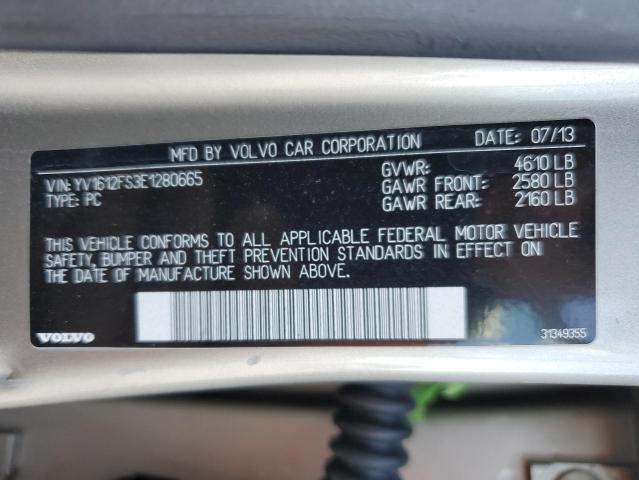 MFD BY VOLVO CAR CORPORATION DATE: 07/13
VIN: YV1612FS3E1280665
TYPE: PC
GVWR: 4610 LB
GAWR FRONT: 2580 LB
GAWR REAR: 2160 LB
THIS VEHICLE CONFORMS TO ALL APPLICABLE FEDERAL MOTOR VEHICLE
SAFETY, BUMPER AND THEFT PREVENTION STANDARDS IN EFFECT ON
THE DATE OF MANUFACTURE SHOWN ABOVE.
VOLVO 31349355